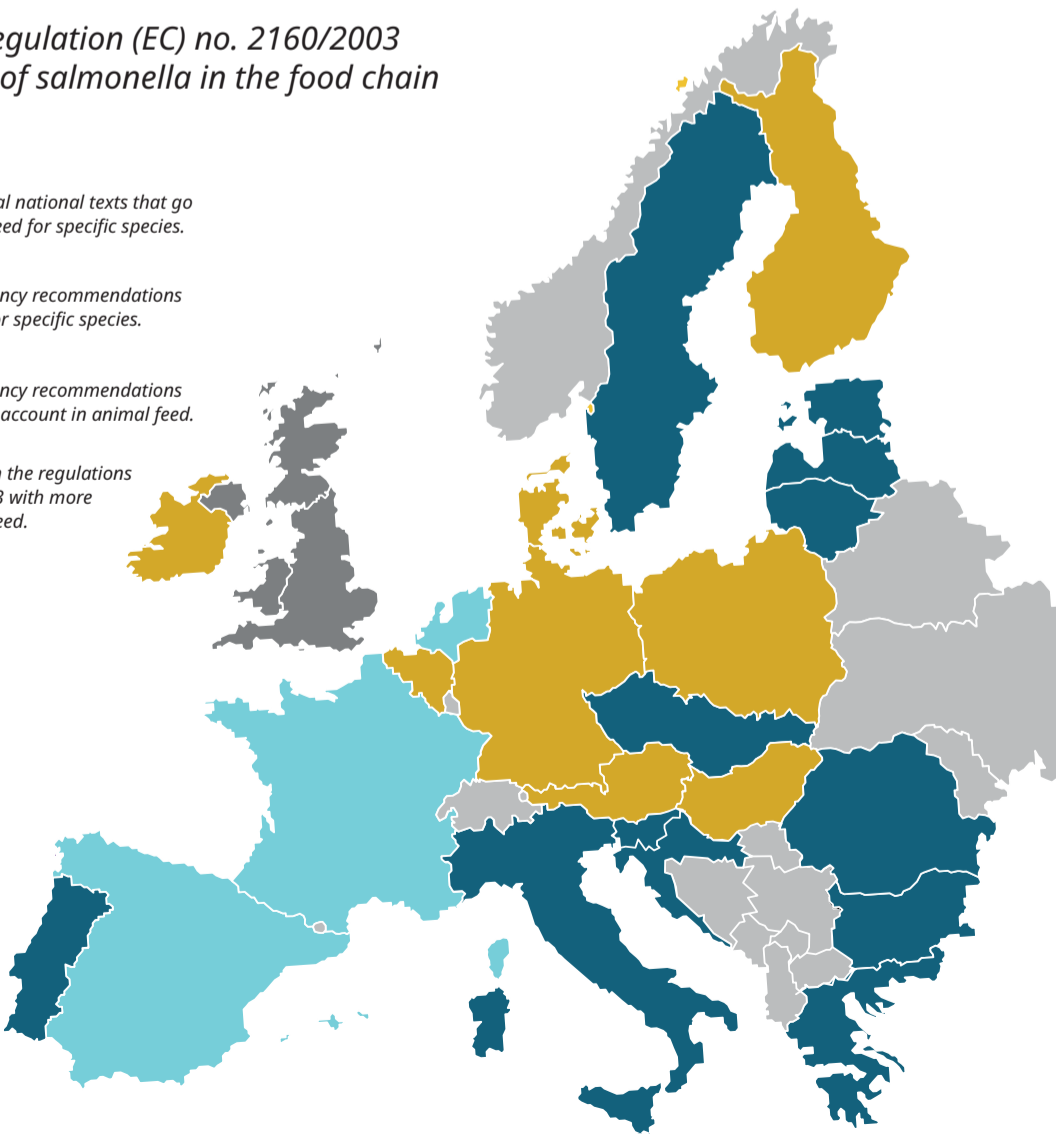 egulation (EC) no. 2160/2003
of salmonella in the food chain
al national texts that go
eed for specific species.
ncy recommendations
or specific species.
ncy recommendations
account in animal feed.
n the regulations
3 with more
eed.